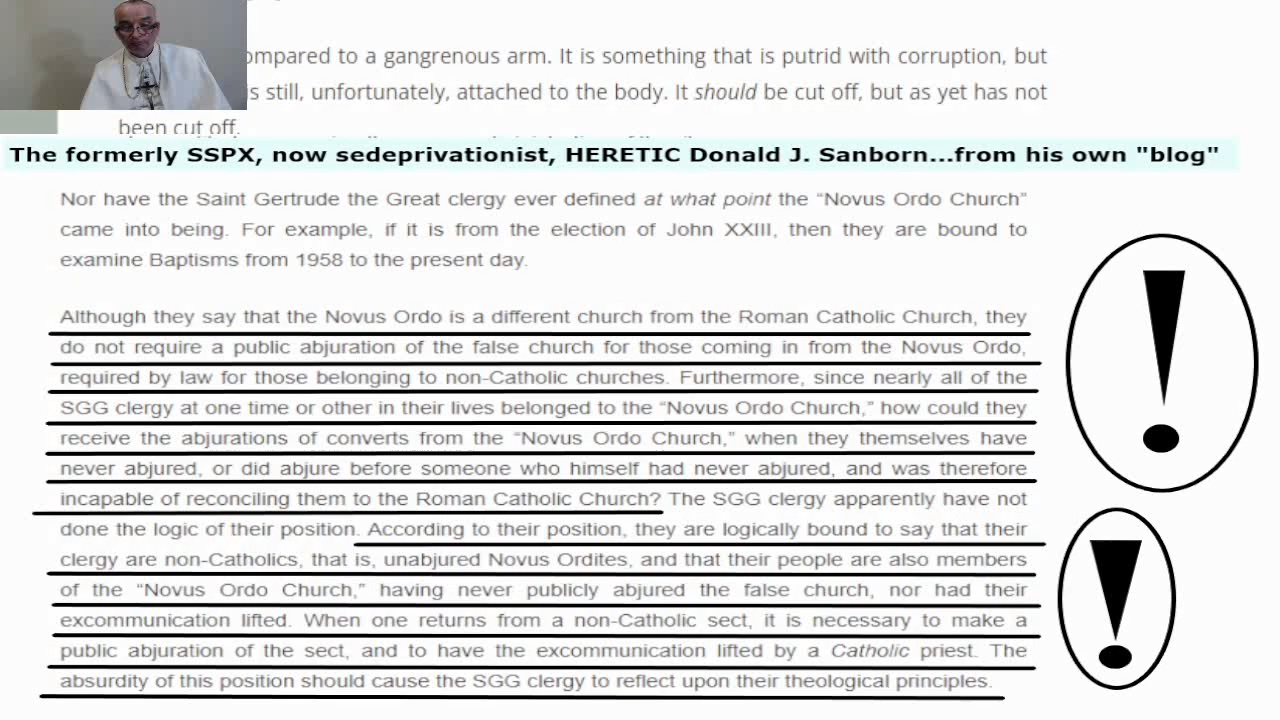 ompared to a gangrenous arm. It is something that is putrid with corruption, but
s still, unfortunately, attached to the body. It should be cut off, but as yet has not
been cut off.
The formerly SSPX, now sedeprivationist, HERETIC Donald J. Sanborn...from his own "blog"
Nor have the Saint Gertrude the Great clergy ever defined at what point the “Novus Ordo Church”
came into being. For example, if it is from the election of John XXIII, then they are bound to
examine Baptisms from 1958 to the present day.
Although they say that the Novus Ordo is a different church from the Roman Catholic Church, they
do not require a public abjuration of the false church for those coming in from the Novus Ordo,
required by law for those belonging to non-Catholic churches. Furthermore, since nearly all of the
SGG clergy at one time or other in their lives belonged to the “Novus Ordo Church,” how could they
receive the abjurations of converts from the “Novus Ordo Church,” when they themselves have
never abjured, or did abjure before someone who himself had never abjured, and was therefore
incapable of reconciling them to the Roman Catholic Church? The SGG clergy apparently have not
done the logic of their position. According to their position, they are logically bound to say that their
clergy are non-Catholics, that is, unabjured Novus Ordites, and that their people are also members
of the “Novus Ordo Church,” having never publicly abjured the false church, nor had their
excommunication lifted. When one returns from a non-Catholic sect, it is necessary to make a
public abjuration of the sect, and to have the excommunication lifted by a Catholic priest. The
absurdity of this position should cause the SGG clergy to reflect upon their theological principles.
!
!